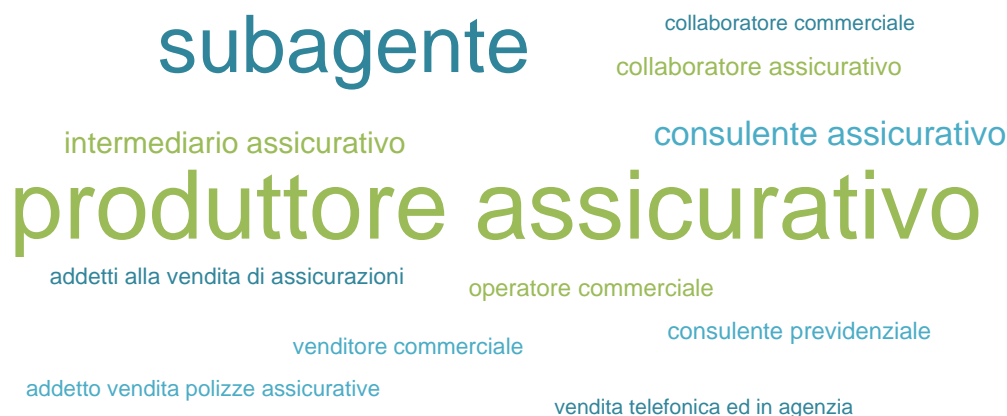 subagente
collaboratore commerciale
collaboratore assicurativo
intermediario assicurativo
consulente assicurativo
produttore assicurativo
addetti alla vendita di assicurazioni
operatore commerciale
venditore commerciale
consulente previdenziale
addetto vendita polizze assicurative
vendita telefonica ed in agenzia